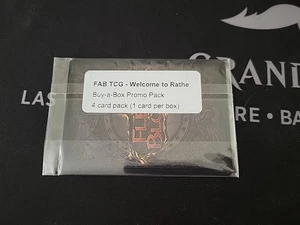 FAB TCG - Welcome to Rathe
Buy-a-Box Promo Pack
4 card pack (1 card per box)
GRAND
LAS
RE • BA